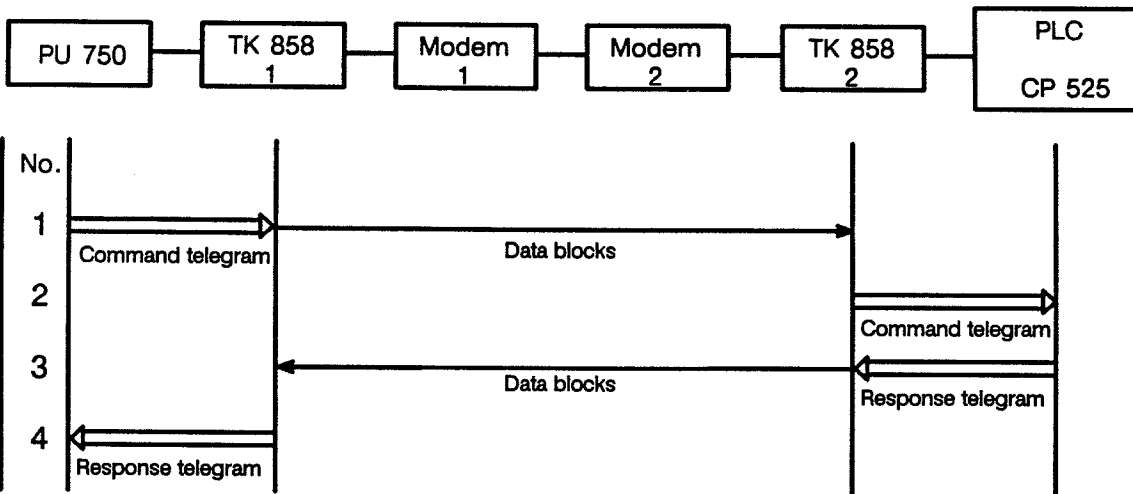 PU 750
TK 858
1
Modem
1
Modem
2
TK 858
2
PLC
CP 525
No.
1
Command telegram
Data blocks
2
Command telegram
3
Data blocks
Response telegram
4
Response telegram